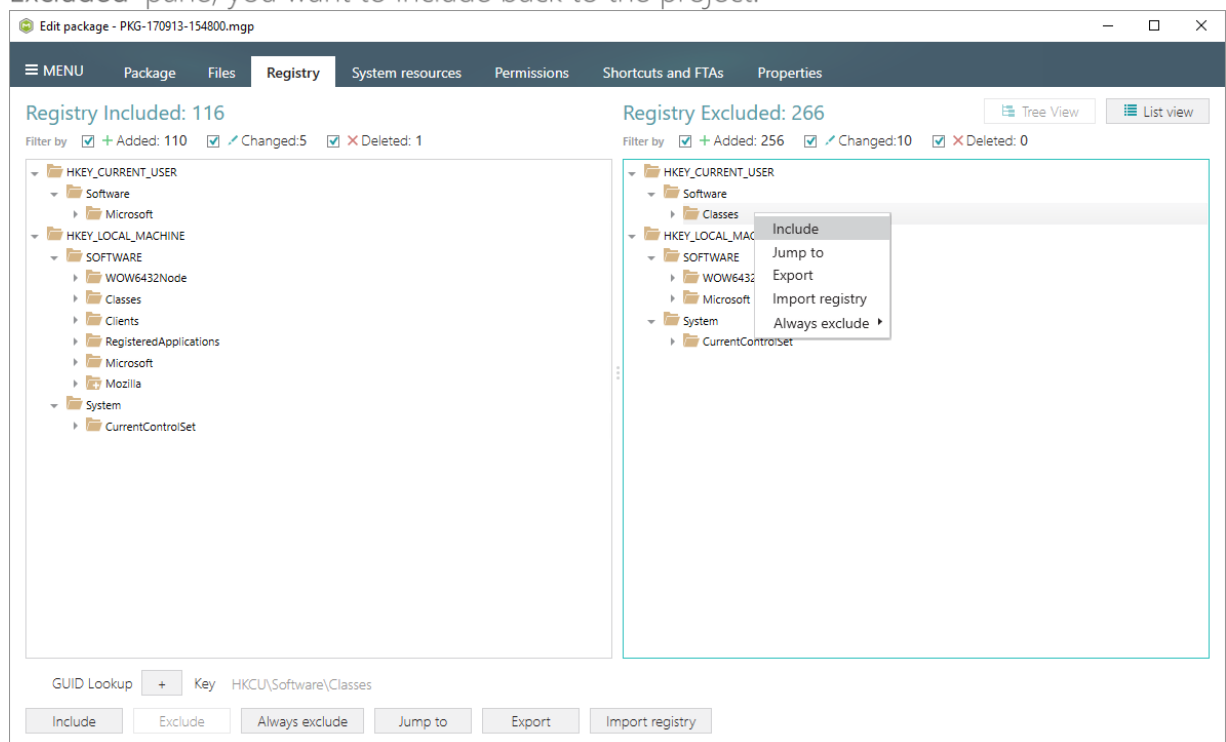 Excluded' pane, you want to include back to the project.
Edit package - PKG-170913-154800.mgp
MENU Package Files Registry System resources Permissions Shortcuts and FTAs Properties
Registry Included: 116
Filter by + Added: 110 Changed:5 Deleted: 1
HKEY_CURRENT_USER
Software
Microsoft
HKEY_LOCAL_MACHINE
SOFTWARE
WOW6432Node
Classes
Clients
RegisteredApplications
Microsoft
Mozilla
System
CurrentControlSet
Registry Excluded: 266
Tree View List view
Filter by + Added: 256 Changed:10 Deleted: 0
HKEY_CURRENT_USER
Software
Classes
HKEY_LOCAL_MAC
SOFTWARE
WOW6432
Microsoft
System
CurrentControlSet
Include
Jump to
Export
Import registry
Always exclude
GUID Lookup + Key HKCU\Software\Classes
Include Exclude Always exclude Jump to Export Import registry